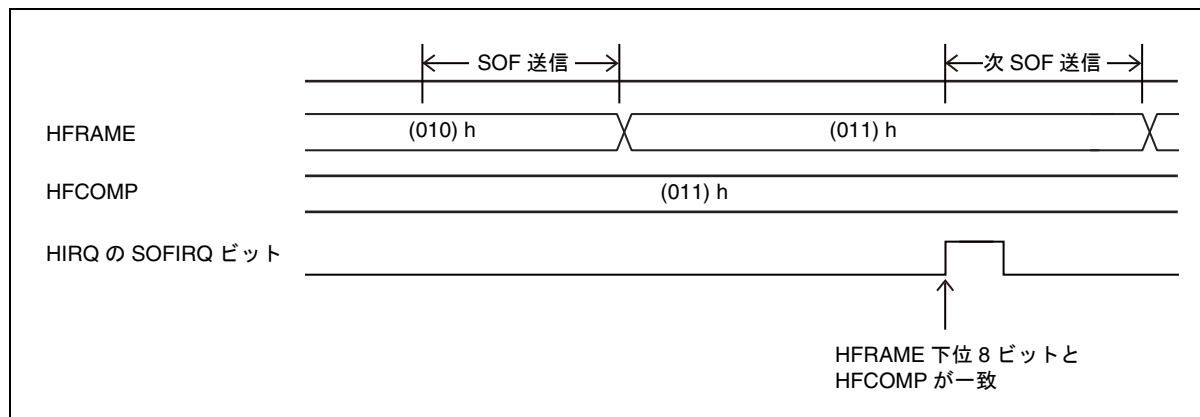 SOF 送信
次 SOF 送信
HFRAME
(010) h
(011) h
HFCOMP
(011) h
HIRQ の SOFIRQ ビット
HFRAME 下位 8 ビットと
HFCOMP が一致